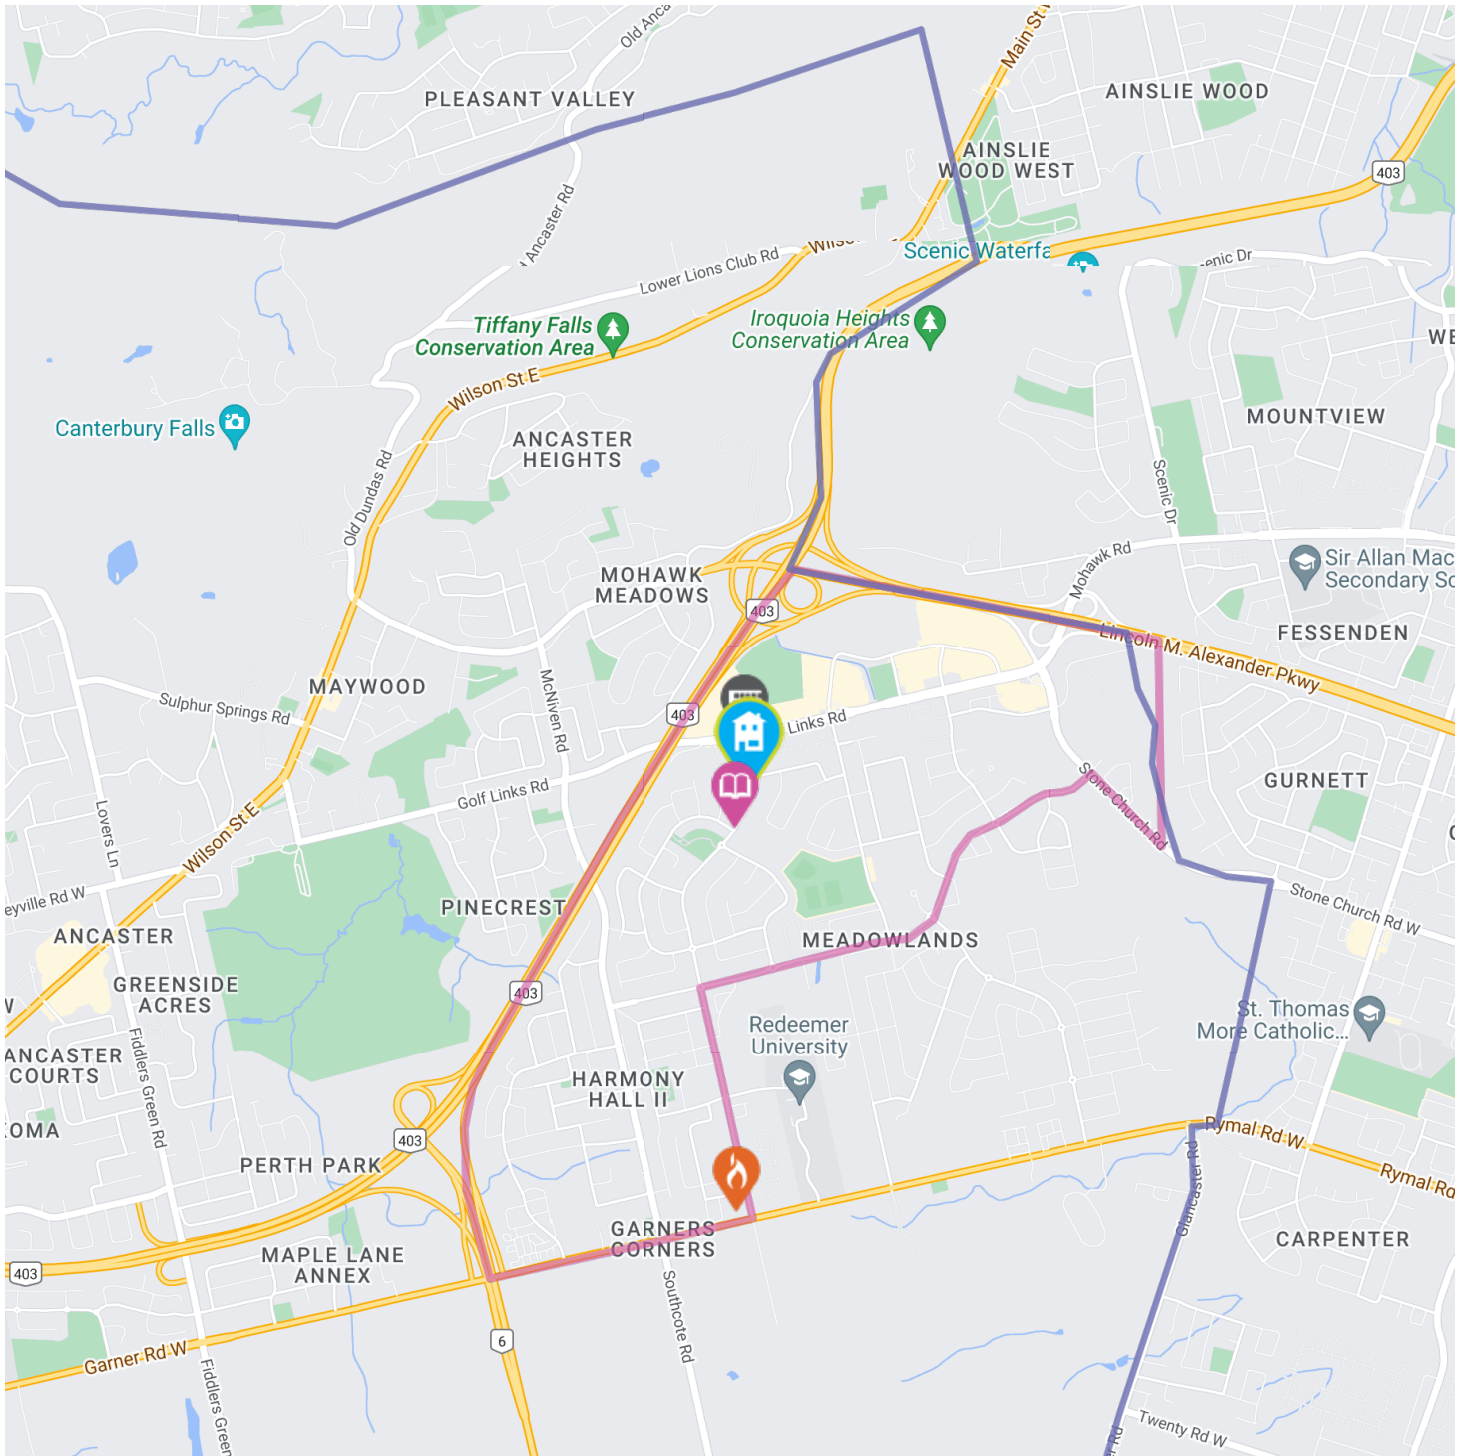 Old Anca
Main St W
PLEASANT VALLEY
AINSLIE WOOD
AINSLIE
WOOD WEST
403
Ancaster Rd
Wilson
Scenic Waterfa
enic Dr
Lower Lions Club Rd
Tiffany Falls
Conservation Area
Iroquoia Heights
Conservation Area
WE
Wilson St E
MOUNTVIEW
Canterbury Falls
ANCASTER
HEIGHTS
Old Dundas Rd
Scenic Dr
Mohawk Rd
Sir Allan Mac
Secondary Sc
MOHAWK
MEADOWS
403
FESSENDEN
Lincoln M. Alexander Pkwy
MAYWOOD
McNiven Rd
Sulphur Springs Rd
403
Links Rd
Stone Church Rd
GURNETT
Golf Links Rd
Lovers Ln
Wilson St E
eyville Rd W
PINECREST
Stone Church Rd W
ANCASTER
MEADOWLANDS
GREENSIDE
ACRES
403
W
St. Thomas
More Catholic...
Redeemer
University
ANCASTER
COURTS
Fiddlers Green Rd
HARMONY
HALL II
OMA
403
Rymal Rd W
PERTH PARK
Rymal Rd
Glancaster Rd
GARNERS
CORNERS
CARPENTER
MAPLE LANE
ANNEX
403
Southcote Rd
6
Garner Rd W
Fiddlers Green
Twenty Rd W
er Rd